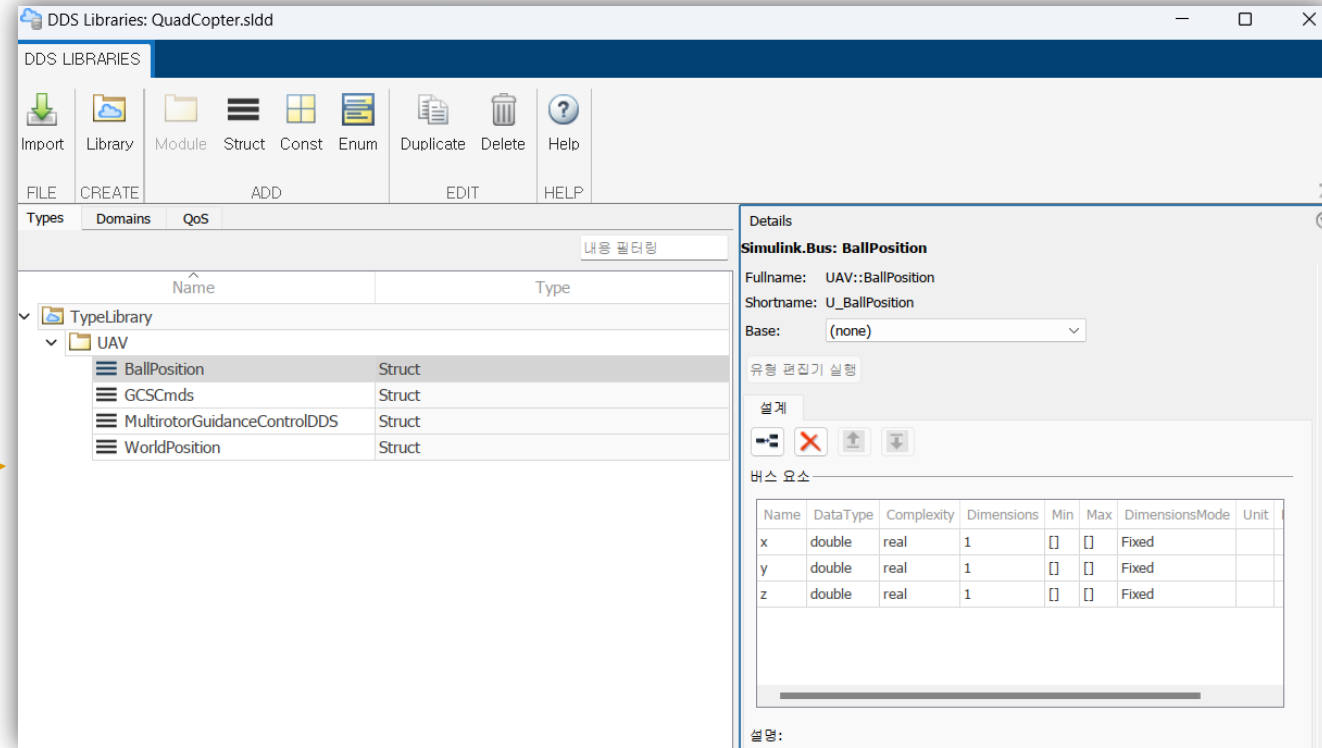 DDS Libraries: QuadCopter.sldd
DDS LIBRARIES
Import Library Module Struct Const Enum Duplicate Delete Help
FILE CREATE ADD EDIT HELP
Types Domains QoS
내용 필터링
Name Type
TypeLibrary
UAV
BallPosition Struct
GCSCmds Struct
MultirotorGuidanceControlDDS Struct
WorldPosition Struct
Details
Simulink.Bus: BallPosition
Fullname: UAV::BallPosition
Shortname: U_BallPosition
Base: (none)
유형 편집기 실행
설계
버스 요소
Name DataType Complexity Dimensions Min Max DimensionsMode Unit
x double real 1 [] [] Fixed
y double real 1 [] [] Fixed
z double real 1 [] [] Fixed
설명: